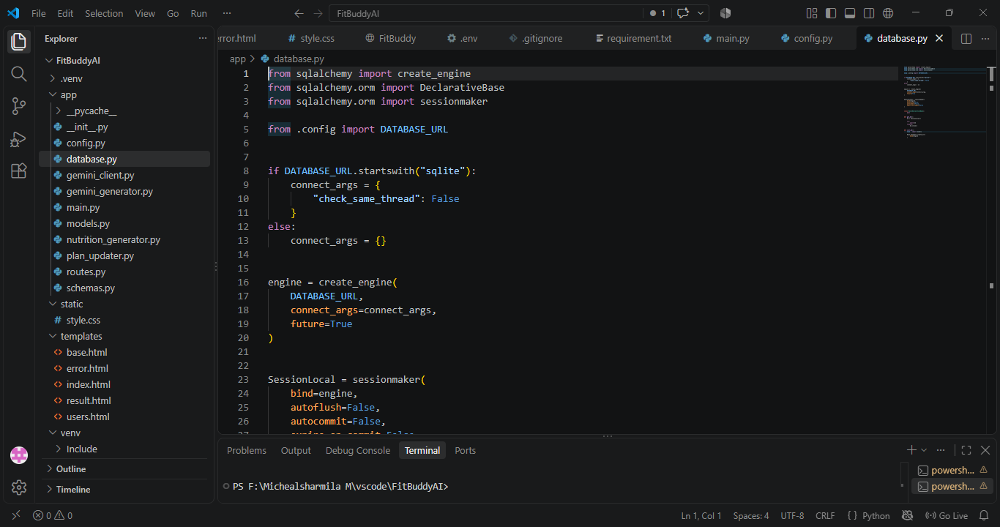 File Edit Selection View Go Run ··· FitBuddyAI 1
Explorer ···
FitBuddyAI
.venv
app
__pycache__
__init__.py
config.py
database.py
gemini_client.py
gemini_generator.py
main.py
models.py
nutrition_generator.py
plan_updater.py
routes.py
schemas.py
static
# style.css
templates
<> base.html
<> error.html
<> index.html
<> result.html
<> users.html
venv
Include
Outline
Timeline
error.html # style.css FitBuddy .env .gitignore requirement.txt main.py config.py database.py
app > database.py
1 from sqlalchemy import create_engine
2 from sqlalchemy.orm import DeclarativeBase
3 from sqlalchemy.orm import sessionmaker
4
5 from .config import DATABASE_URL
6
7
8 if DATABASE_URL.startswith("sqlite"):
9 connect_args = {
10 "check_same_thread": False
11 }
12 else:
13 connect_args = {}
14
15
16 engine = create_engine(
17 DATABASE_URL,
18 connect_args=connect_args,
19 future=True
20 )
21
22
23 SessionLocal = sessionmaker(
24 bind=engine,
25 autoflush=False,
26 autocommit=False,
27 expire_on_commit=False
Problems Output Debug Console Terminal Ports
PS F:\Michealsharmila M\vscode\FitBuddyAI>
powersh...
powersh...
0 0 Ln 1, Col 1 Spaces: 4 UTF-8 CRLF { } Python Go Live